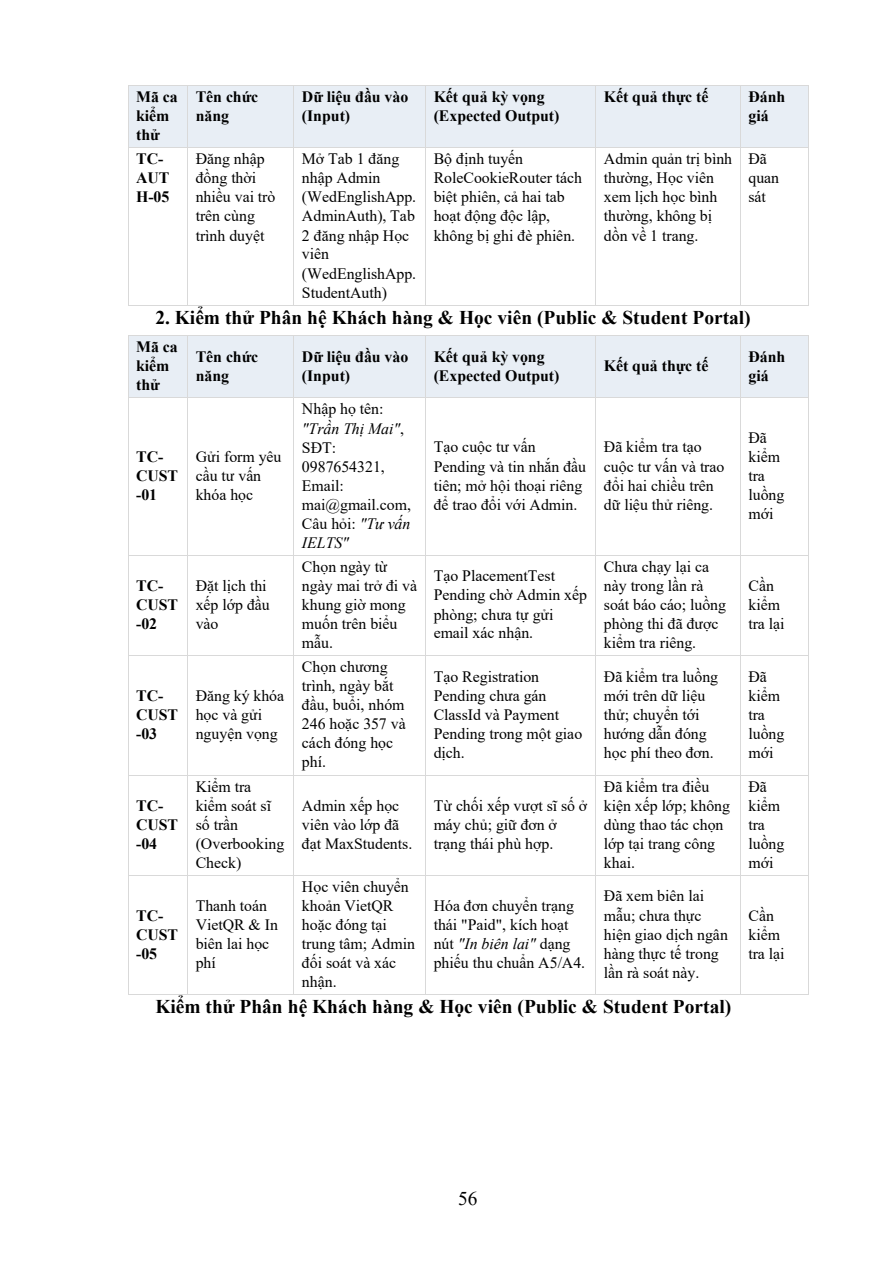 Mã ca kiểm thử | Tên chức năng | Dữ liệu đầu vào (Input) | Kết quả kỳ vọng (Expected Output) | Kết quả thực tế | Đánh giá
TC-AUTH-05 | Đăng nhập đồng thời nhiều vai trò trên cùng trình duyệt | Mở Tab 1 đăng nhập Admin (WedEnglishApp.AdminAuth), Tab 2 đăng nhập Học viên (WedEnglishApp.StudentAuth) | Bộ định tuyến RoleCookieRouter tách biệt phiên, cả hai tab hoạt động độc lập, không bị ghi đè phiên. | Admin quản trị bình thường, Học viên xem lịch học bình thường, không bị dồn về 1 trang. | Đã quan sát
2. Kiểm thử Phân hệ Khách hàng & Học viên (Public & Student Portal)
Mã ca kiểm thử | Tên chức năng | Dữ liệu đầu vào (Input) | Kết quả kỳ vọng (Expected Output) | Kết quả thực tế | Đánh giá
TC-CUST-01 | Gửi form yêu cầu tư vấn khóa học | Nhập họ tên: "Trần Thị Mai", SĐT: 0987654321, Email: mai@gmail.com, Câu hỏi: "Tư vấn IELTS" | Tạo cuộc tư vấn Pending và tin nhắn đầu tiên; mở hội thoại riêng để trao đổi với Admin. | Đã kiểm tra tạo cuộc tư vấn và trao đổi hai chiều trên dữ liệu thử riêng. | Đã kiểm tra luồng mới
TC-CUST-02 | Đặt lịch thi xếp lớp đầu vào | Chọn ngày từ ngày mai trở đi và khung giờ mong muốn trên biểu mẫu. | Tạo PlacementTest Pending chờ Admin xếp phòng; chưa tự gửi email xác nhận. | Chưa chạy lại ca này trong lần rà soát báo cáo; luồng phòng thi đã được kiểm tra riêng. | Cần kiểm tra lại
TC-CUST-03 | Đăng ký khóa học và gửi nguyện vọng | Chọn chương trình, ngày bắt đầu, buổi, nhóm 246 hoặc 357 và cách đóng học phí. | Tạo Registration Pending chưa gán ClassId và Payment Pending trong một giao dịch. | Đã kiểm tra luồng mới trên dữ liệu thử; chuyển tới hướng dẫn đóng học phí theo đơn. | Đã kiểm tra luồng mới
TC-CUST-04 | Kiểm tra kiểm soát sĩ số trần (Overbooking Check) | Admin xếp học viên vào lớp đã đạt MaxStudents. | Từ chối xếp vượt sĩ số ở máy chủ; giữ đơn ở trạng thái phù hợp. | Đã kiểm tra điều kiện xếp lớp; không dùng thao tác chọn lớp tại trang công khai. | Đã kiểm tra luồng mới
TC-CUST-05 | Thanh toán VietQR & In biên lai học phí | Học viên chuyển khoản VietQR hoặc đóng tại trung tâm; Admin đối soát và xác nhận. | Hóa đơn chuyển trạng thái "Paid", kích hoạt nút "In biên lai" dạng phiếu thu chuẩn A5/A4. | Đã xem biên lai mẫu; chưa thực hiện giao dịch ngân hàng thực tế trong lần rà soát này. | Cần kiểm tra lại
Kiểm thử Phân hệ Khách hàng & Học viên (Public & Student Portal)
56